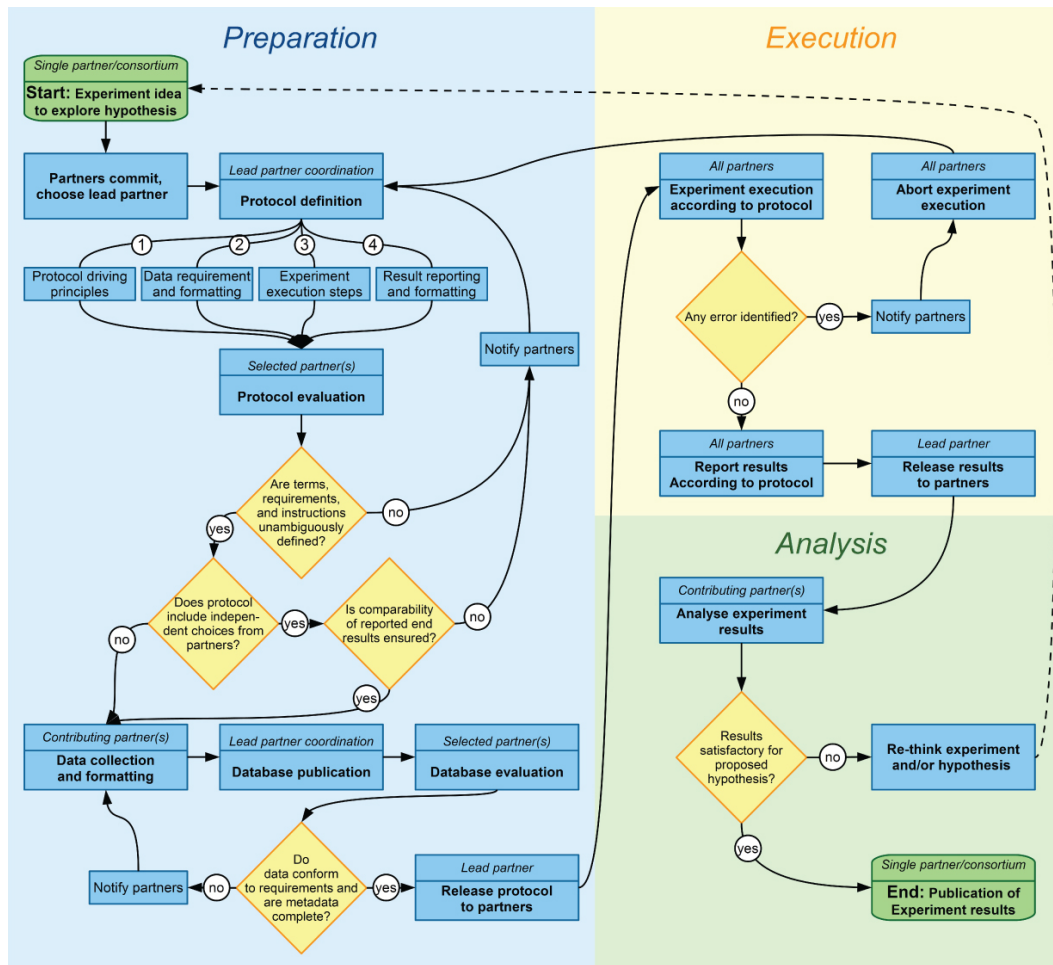 Preparation
Single partner/consortium
Start: Experiment idea
to explore hypothesis
Partners commit,
choose lead partner
Lead partner coordination
Protocol definition
1
2
3
4
Protocol driving
principles
Data requirement
and formatting
Experiment
execution steps
Result reporting
and formatting
Notify partners
Selected partner(s)
Protocol evaluation
Are terms,
requirements,
and instructions
unambiguously
defined?
no
yes
Does protocol
include indepen-
dent choices from
partners?
no
yes
Is comparability
of reported end
results ensured?
no
yes
Contributing partner(s)
Data collection
and formatting
Lead partner coordination
Database publication
Selected partner(s)
Database evaluation
Do
data conform
to requirements and
are metadata
complete?
no
Notify partners
yes
Lead partner
Release protocol
to partners
Execution
All partners
Experiment execution
according to protocol
All partners
Abort experiment
execution
Any error identified?
yes
Notify partners
no
All partners
Report results
According to protocol
Lead partner
Release results
to partners
Analysis
Contributing partner(s)
Analyse experiment
results
Results
satisfactory for
proposed
hypothesis?
no
Re-think experiment
and/or hypothesis
yes
Single partner/consortium
End: Publication of
Experiment results